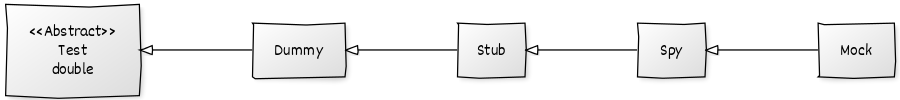 <<Abstract>>
Test
double
Dummy
Stub
Spy
Mock